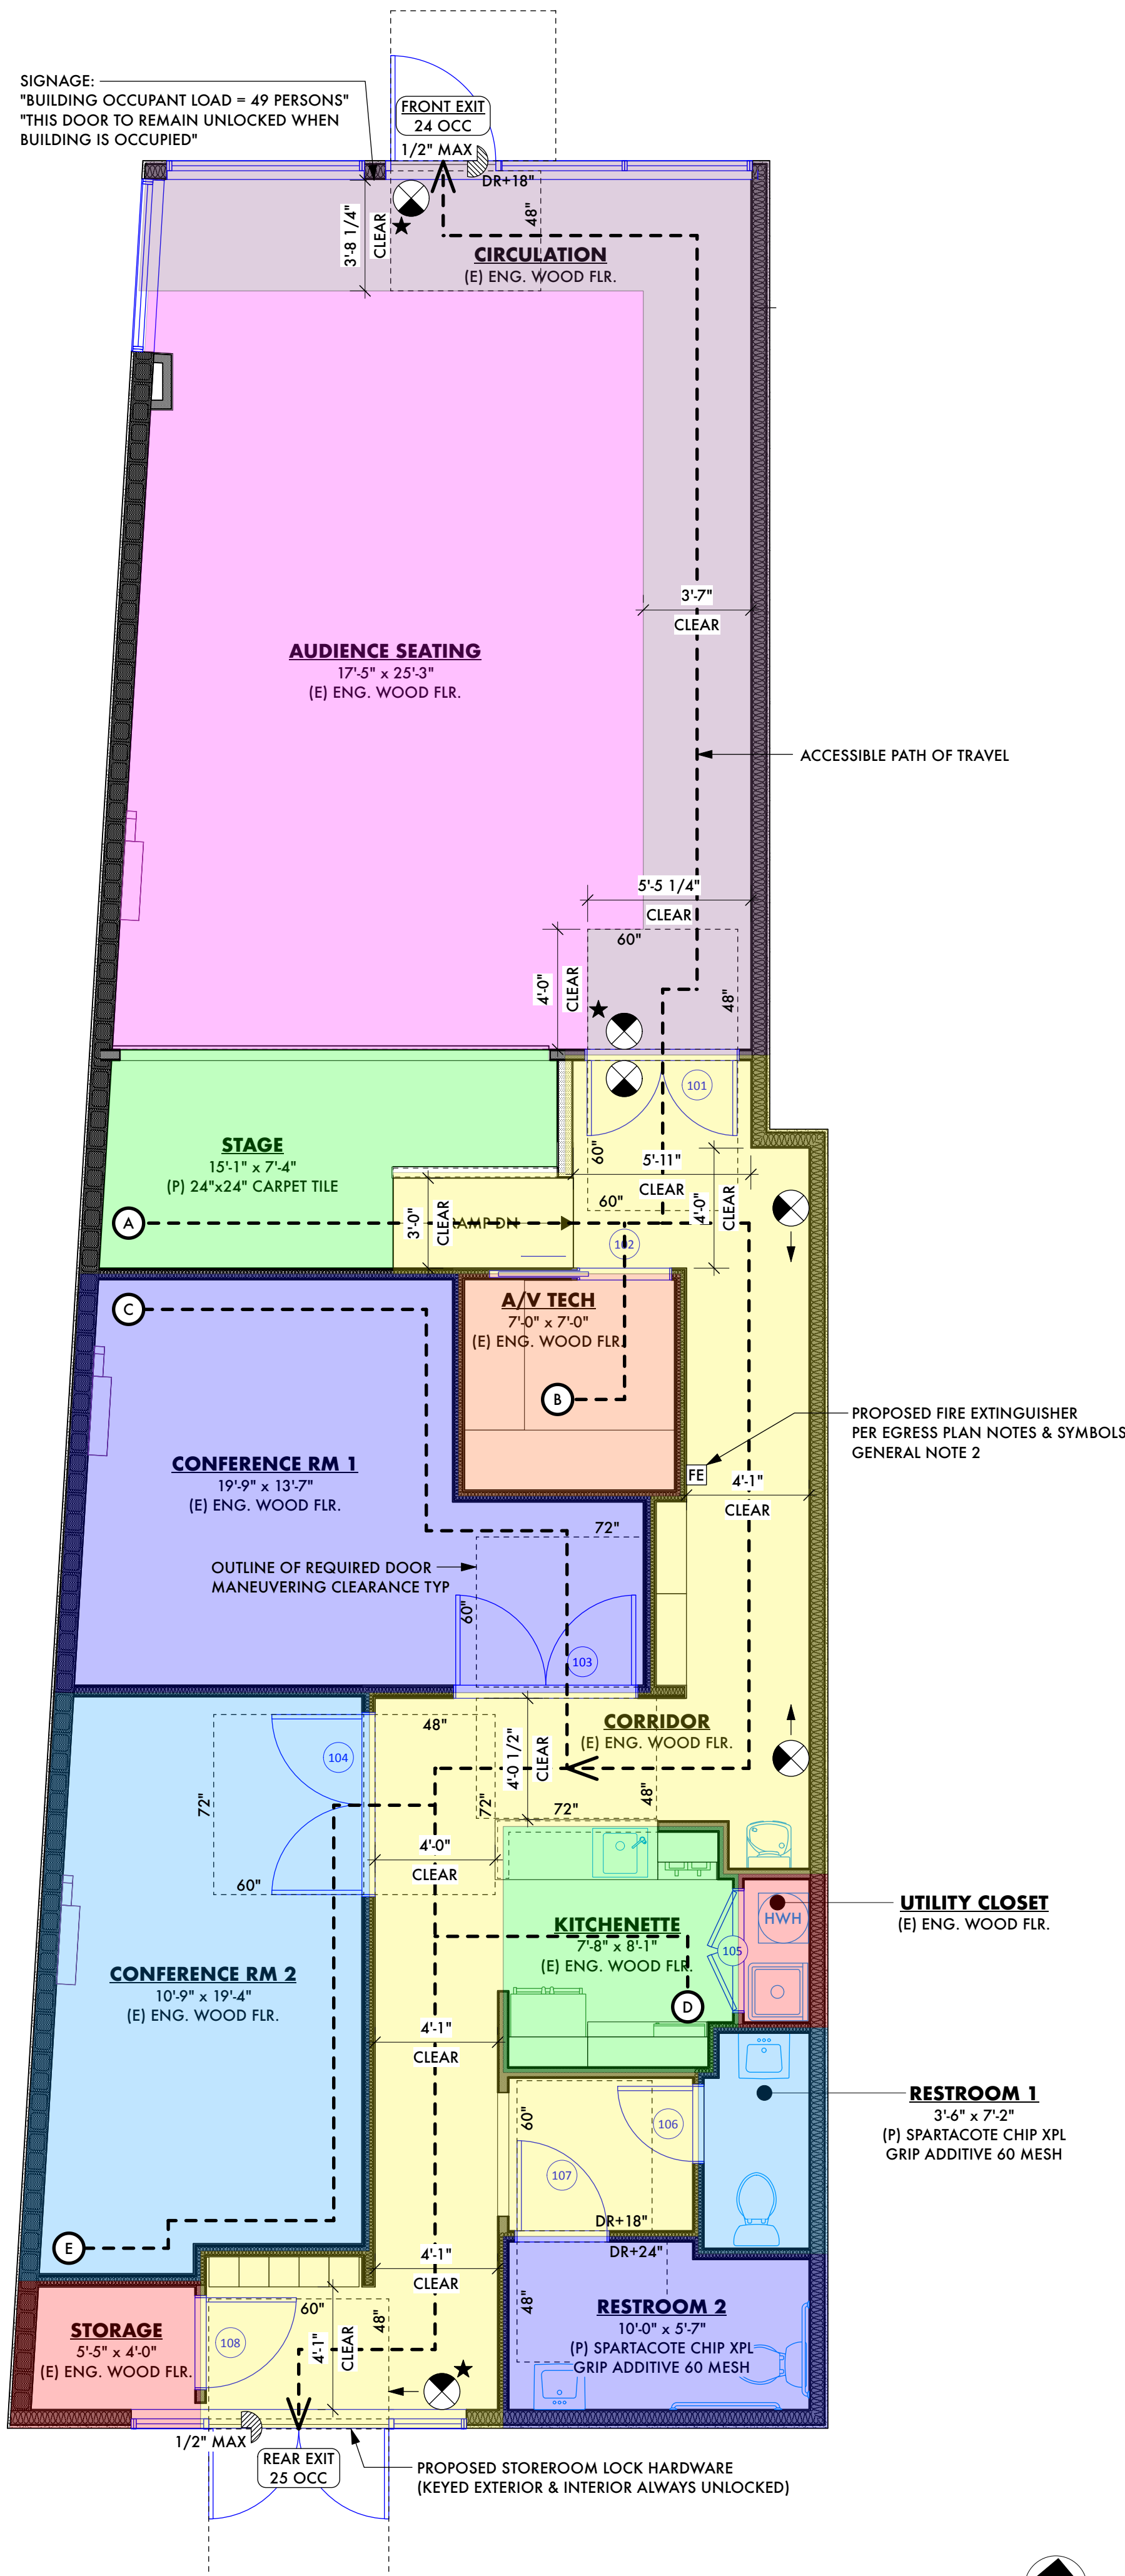 SIGNAGE:
"BUILDING OCCUPANT LOAD = 49 PERSONS"
"THIS DOOR TO REMAIN UNLOCKED WHEN
BUILDING IS OCCUPIED"
FRONT EXIT
24 OCC
1/2" MAX
DR+18"
48"
3'-8 1/4"
CLEAR
CIRCULATION
(E) ENG. WOOD FLR.
3'-7"
CLEAR
AUDIENCE SEATING
17'-5" x 25'-3"
(E) ENG. WOOD FLR.
ACCESSIBLE PATH OF TRAVEL
5'-5 1/4"
CLEAR
60"
4'-0"
CLEAR
48"
101
STAGE
15'-1" x 7'-4"
(P) 24"x24" CARPET TILE
60"
5'-11"
CLEAR
60"
4'-0"
CLEAR
A
3'-0"
CLEAR
AMP DN
102
C
A/V TECH
7'-0" x 7'-0"
(E) ENG. WOOD FLR.
B
PROPOSED FIRE EXTINGUISHER
PER EGRESS PLAN NOTES & SYMBOLS
GENERAL NOTE 2
CONFERENCE RM 1
19'-9" x 13'-7"
(E) ENG. WOOD FLR.
FE
4'-1"
CLEAR
72"
OUTLINE OF REQUIRED DOOR
MANEUVERING CLEARANCE TYP
60"
103
CORRIDOR
(E) ENG. WOOD FLR.
48"
104
4'-0 1/2"
CLEAR
72"
72"
72"
48"
4'-0"
CLEAR
60"
UTILITY CLOSET
(E) ENG. WOOD FLR.
HWH
KITCHENETTE
7'-8" x 8'-1"
(E) ENG. WOOD FLR.
105
D
CONFERENCE RM 2
10'-9" x 19'-4"
(E) ENG. WOOD FLR.
4'-1"
CLEAR
RESTROOM 1
3'-6" x 7'-2"
(P) SPARTACOTE CHIP XPL
GRIP ADDITIVE 60 MESH
60"
106
107
DR+18"
DR+24"
E
4'-1"
CLEAR
STORAGE
5'-5" x 4'-0"
(E) ENG. WOOD FLR.
108
60"
48"
4'-1"
CLEAR
48"
RESTROOM 2
10'-0" x 5'-7"
(P) SPARTACOTE CHIP XPL
GRIP ADDITIVE 60 MESH
1/2" MAX
REAR EXIT
25 OCC
PROPOSED STOREROOM LOCK HARDWARE
(KEYED EXTERIOR & INTERIOR ALWAYS UNLOCKED)